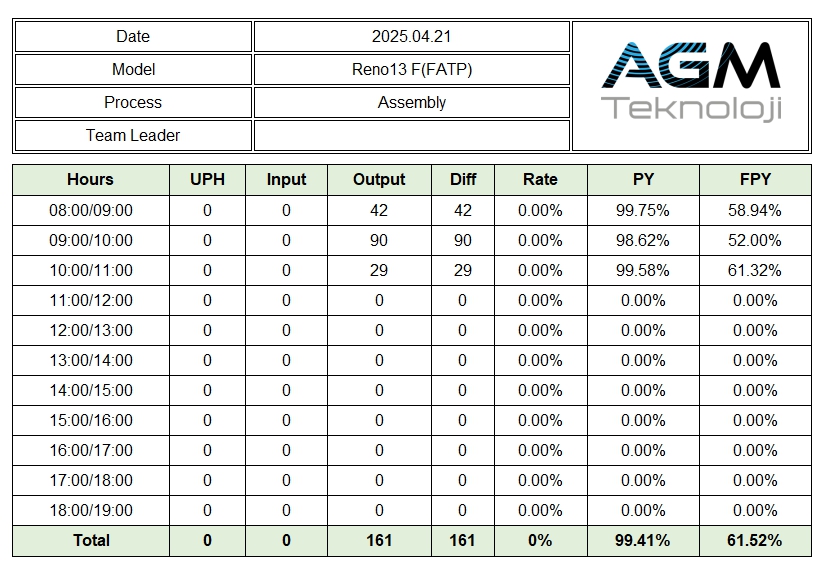 Date 2025.04.21
Model Reno13 F(FATP)
Process Assembly
Team Leader
AGM
Teknoloji
Hours UPH Input Output Diff Rate PY FPY
08:00/09:00 0 0 42 42 0.00% 99.75% 58.94%
09:00/10:00 0 0 90 90 0.00% 98.62% 52.00%
10:00/11:00 0 0 29 29 0.00% 99.58% 61.32%
11:00/12:00 0 0 0 0 0.00% 0.00% 0.00%
12:00/13:00 0 0 0 0 0.00% 0.00% 0.00%
13:00/14:00 0 0 0 0 0.00% 0.00% 0.00%
14:00/15:00 0 0 0 0 0.00% 0.00% 0.00%
15:00/16:00 0 0 0 0 0.00% 0.00% 0.00%
16:00/17:00 0 0 0 0 0.00% 0.00% 0.00%
17:00/18:00 0 0 0 0 0.00% 0.00% 0.00%
18:00/19:00 0 0 0 0 0.00% 0.00% 0.00%
Total 0 0 161 161 0% 99.41% 61.52%